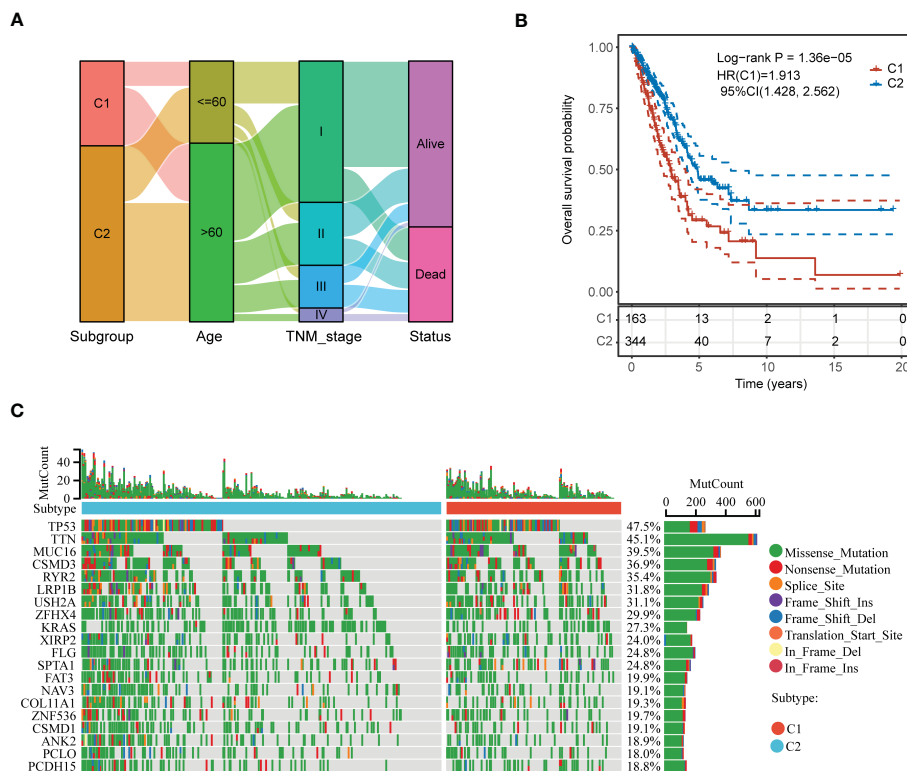 A
C1
C2
<=60
>60
I
II
III
IV
Alive
Dead
Subgroup
Age
TNM_stage
Status
B
Overall survival probability
1.00
0.75
0.50
0.25
0.00
Log-rank P = 1.36e-05
HR(C1)=1.913
95%CI(1.428, 2.562)
C1
C2
C1 163 13 2 1 0
C2 344 40 7 2 0
0 5 10 15 20
Time (years)
C
MutCount
40
20
0
Subtype
MutCount
0 200 400 600
TP53 47.5%
TTN 45.1%
MUC16 39.5%
CSMD3 36.9%
RYR2 35.4%
LRP1B 31.8%
USH2A 31.1%
ZFHX4 29.9%
KRAS 27.3%
XIRP2 24.0%
FLG 24.8%
SPTA1 24.8%
FAT3 19.9%
NAV3 19.1%
COL11A1 19.3%
ZNF536 19.7%
CSMD1 19.1%
ANK2 18.9%
PCLO 18.0%
PCDH15 18.8%
Missense_Mutation
Nonsense_Mutation
Splice_Site
Frame_Shift_Ins
Frame_Shift_Del
Translation_Start_Site
In_Frame_Del
In_Frame_Ins
Subtype:
C1
C2